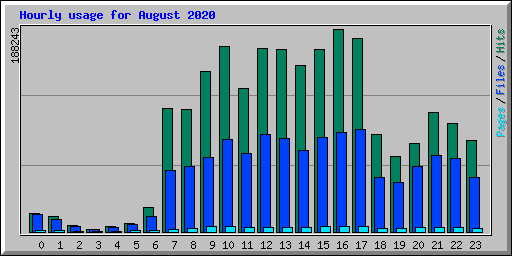 Hourly usage for August 2020
188243
Pages/Files/Hits
0 1 2 3 4 5 6 7 8 9 10 11 12 13 14 15 16 17 18 19 20 21 22 23